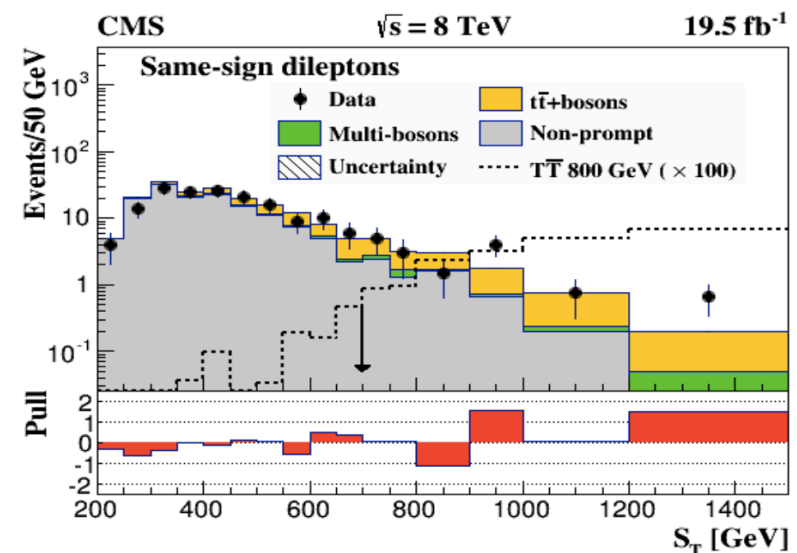 CMS √s = 8 TeV 19.5 fb⁻¹
Same-sign dileptons
Data
tt̅+bosons
Multi-bosons
Non-prompt
Uncertainty
TT̅ 800 GeV ( × 100)
Events/50 GeV
10³
10²
10
1
10⁻¹
Pull
2
1
0
-1
-2
200 400 600 800 1000 1200 1400
S_T [GeV]